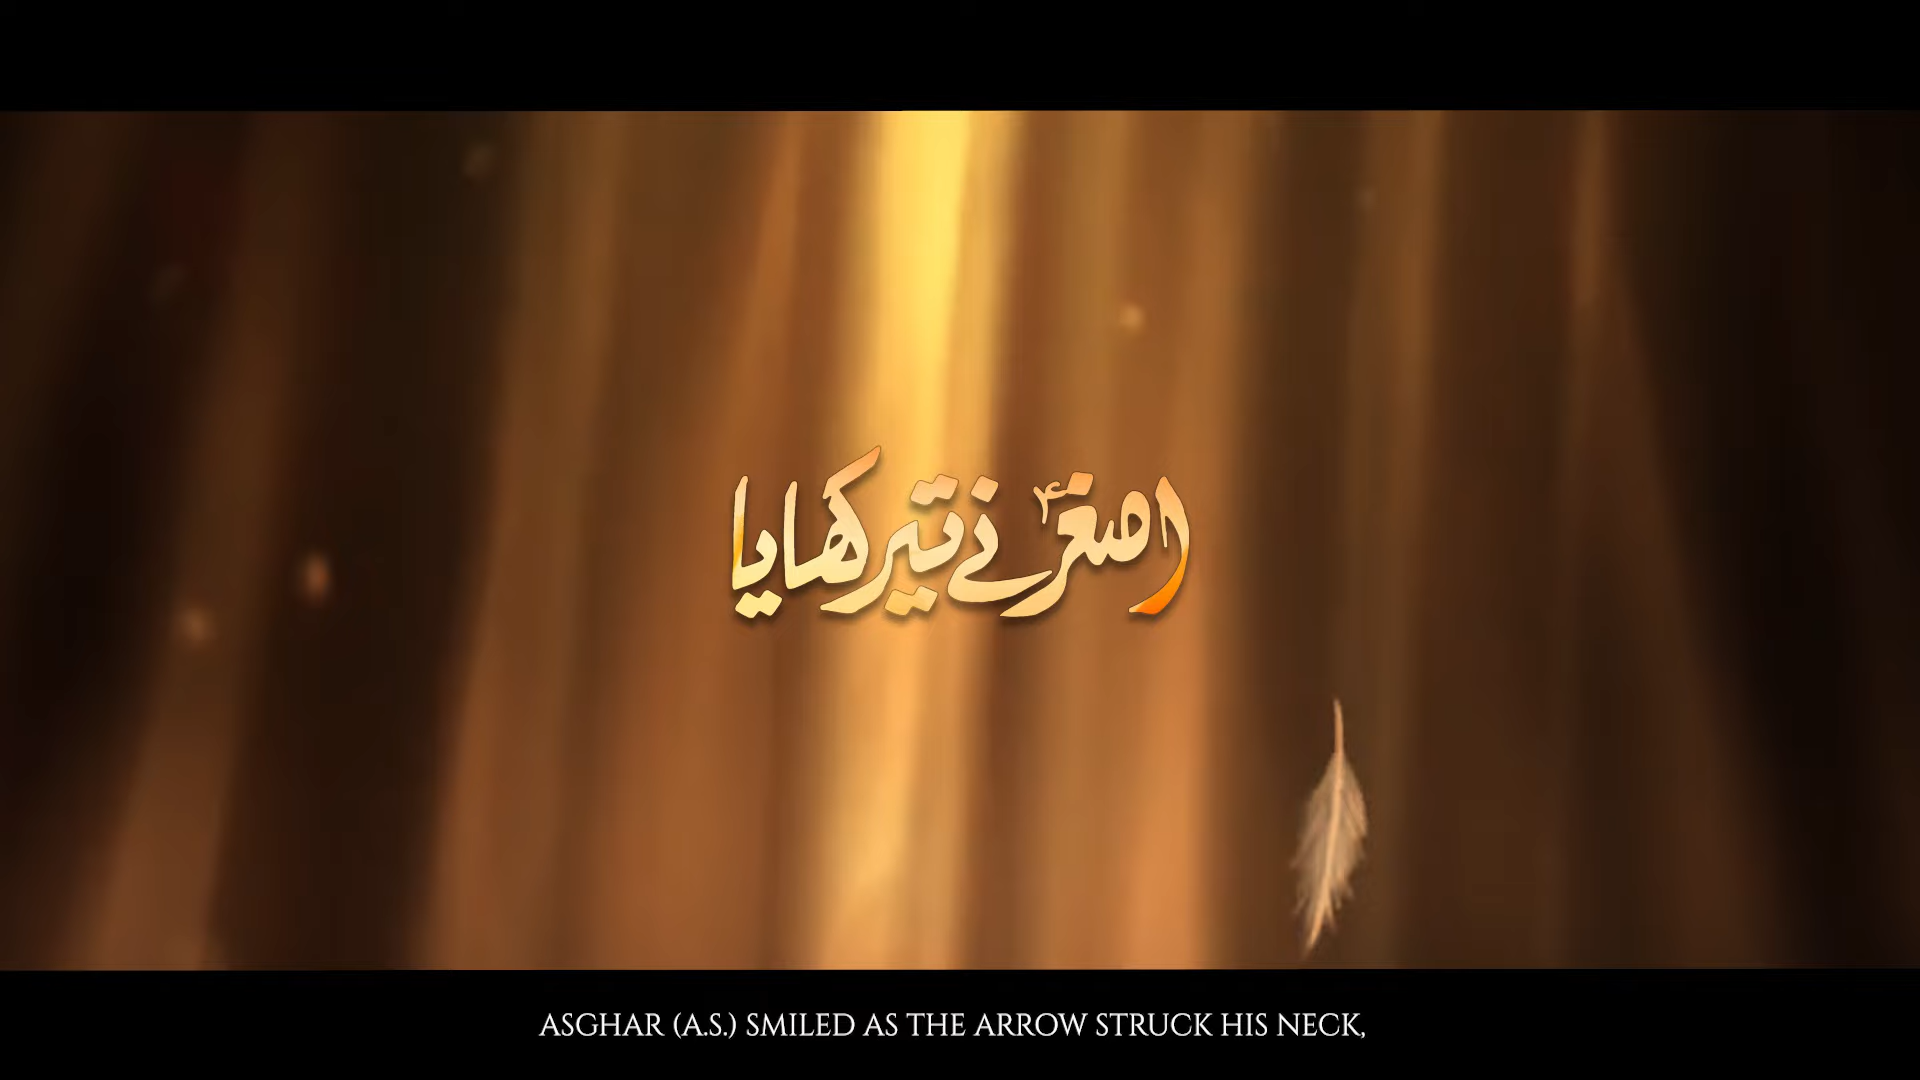 اصغرؑ نے تیر کھایا
ASGHAR (A.S.) SMILED AS THE ARROW STRUCK HIS NECK,